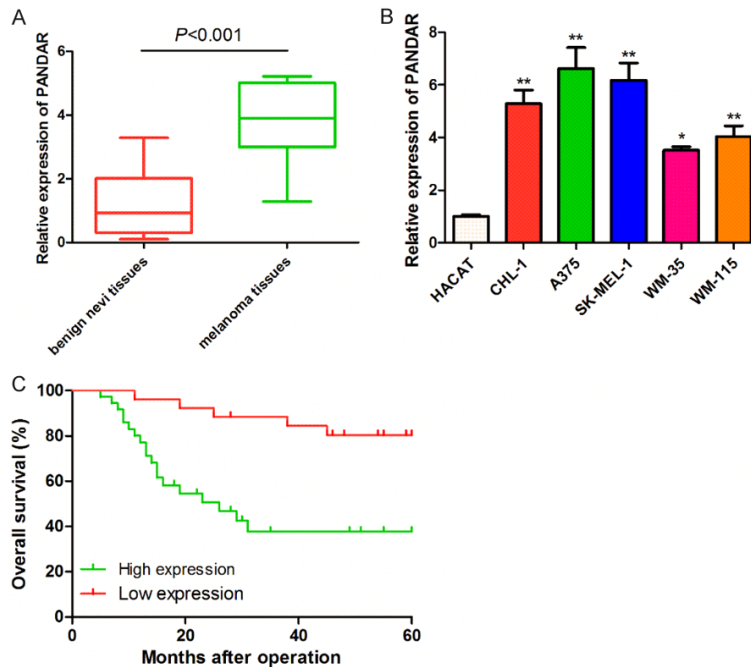 A
P<0.001
Relative expression of PANDAR
6
4
2
0
benign nevi tissues
melanoma tissues
B
Relative expression of PANDAR
8
6
4
2
0
**
**
**
*
**
HACAT
CHL-1
A375
SK-MEL-1
WM-35
WM-115
C
Overall survival (%)
100
80
60
40
20
0
High expression
Low expression
0
20
40
60
Months after operation